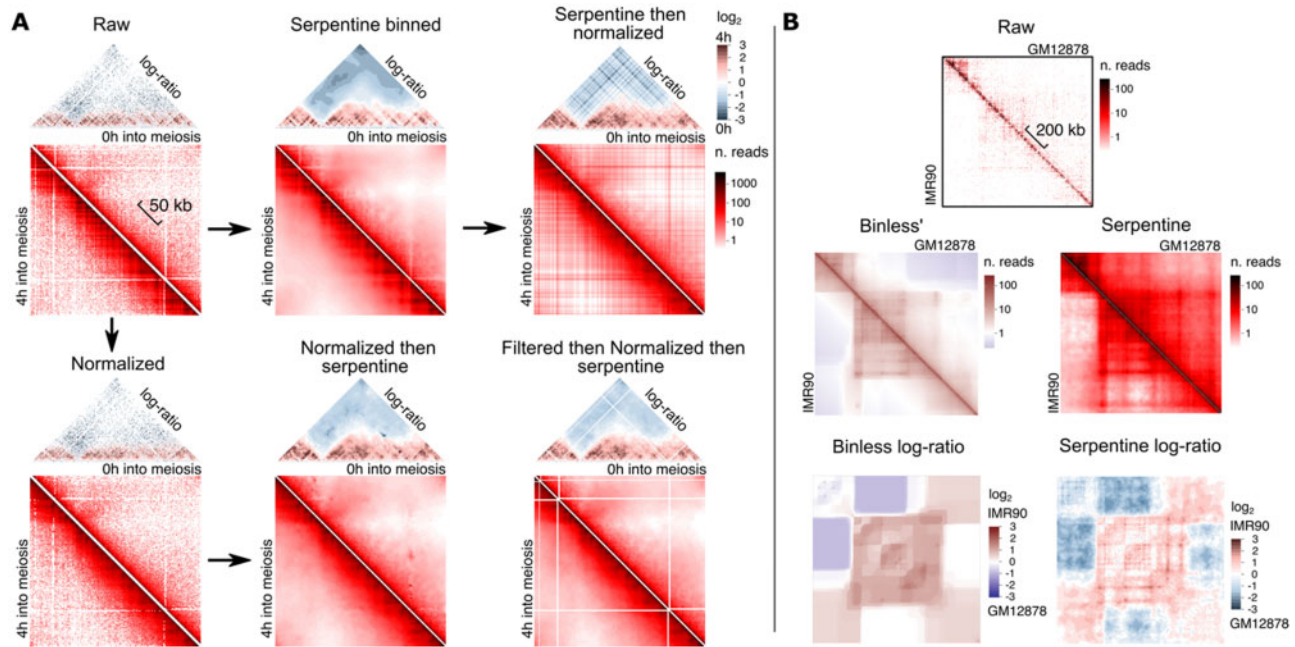 A
Raw
log-ratio
0h into meiosis
4h into meiosis
50 kb
Serpentine binned
log-ratio
0h into meiosis
4h into meiosis
Serpentine then
normalized
log-ratio
0h into meiosis
4h into meiosis
log₂
4h
3
2
1
0
-1
-2
-3
0h
n. reads
1000
100
10
1
Normalized
log-ratio
0h into meiosis
4h into meiosis
Normalized then
serpentine
log-ratio
0h into meiosis
4h into meiosis
Filtered then Normalized then
serpentine
log-ratio
0h into meiosis
4h into meiosis
B
Raw
GM12878
IMR90
200 kb
n. reads
100
10
1
Binless'
GM12878
IMR90
n. reads
100
10
1
Serpentine
GM12878
IMR90
n. reads
100
10
1
Binless log-ratio
log₂
IMR90
3
2
1
0
-1
-2
-3
GM12878
Serpentine log-ratio
log₂
IMR90
3
2
1
0
-1
-2
-3
GM12878